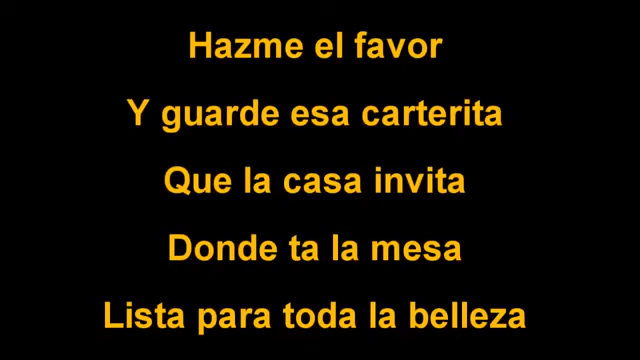 Hazme el favor
Y guarde esa carterita
Que la casa invita
Donde ta la mesa
Lista para toda la belleza